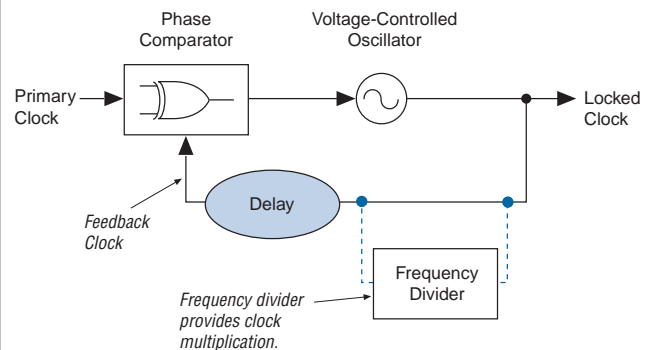 Phase
Comparator
Voltage-Controlled
Oscillator
Primary
Clock
Locked
Clock
Feedback
Clock
Delay
Frequency
Divider
Frequency divider
provides clock
multiplication.